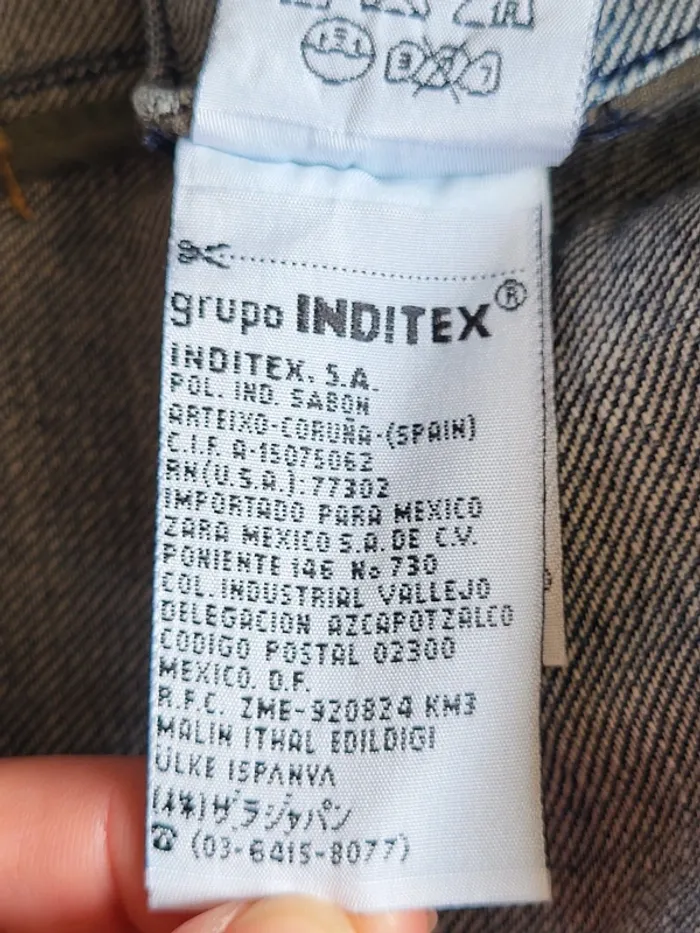 grupo INDITEX®
INDITEX, S.A.
POL. IND. SABON
ARTEIXO-CORUÑA-(SPAIN)
C.I.F. A-15075062
RN(U.S.A.):77302
IMPORTADO PARA MEXICO
ZARA MEXICO S.A. DE C.V.
PONIENTE 146 No 730
COL. INDUSTRIAL VALLEJO
DELEGACION AZCAPOTZALCO
CODIGO POSTAL 02300
MEXICO, D.F.
R.F.C. ZME-920824 KM3
MALIN ITHAL EDILDIGI
ULKE ISPANYA
(株)ザラジャパン
☎ (03-6415-8077)